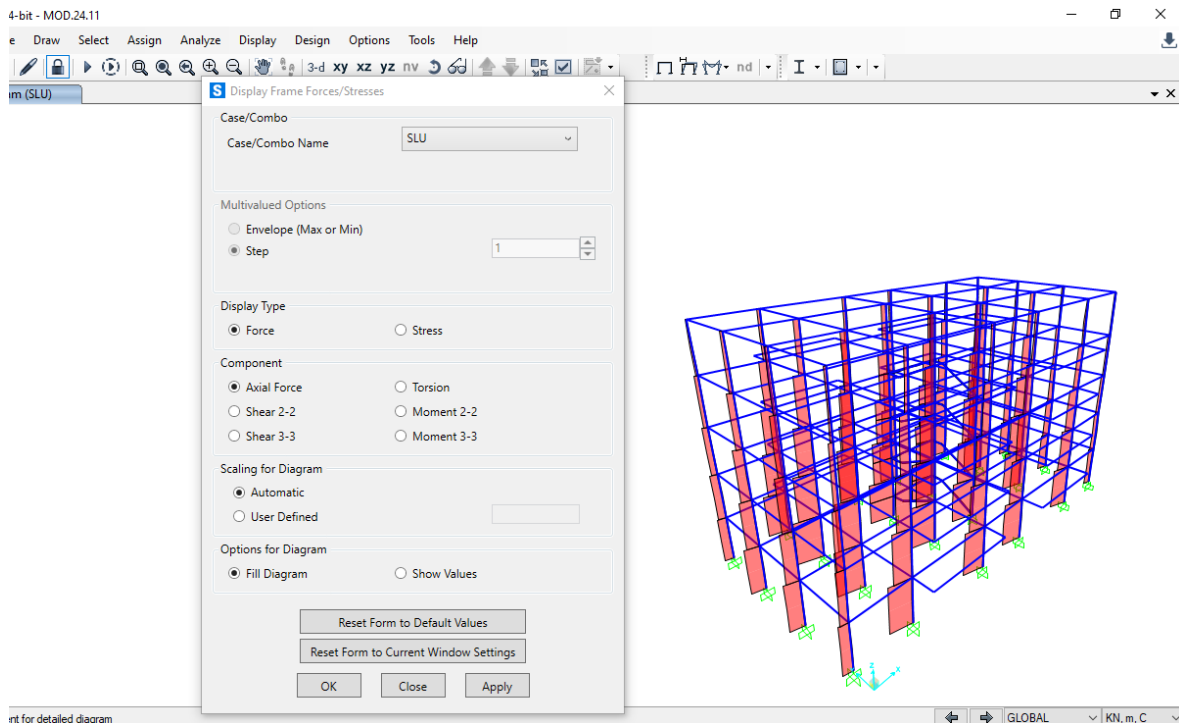 4-bit - MOD.24.11
e Draw Select Assign Analyze Display Design Options Tools Help
3-d xy xz yz nv nd
am (SLU)
S Display Frame Forces/Stresses
Case/Combo
Case/Combo Name SLU
Multivalued Options
Envelope (Max or Min)
Step 1
Display Type
Force Stress
Component
Axial Force Torsion
Shear 2-2 Moment 2-2
Shear 3-3 Moment 3-3
Scaling for Diagram
Automatic
User Defined
Options for Diagram
Fill Diagram Show Values
Reset Form to Default Values
Reset Form to Current Window Settings
OK Close Apply
z
x
ent for detailed diagram GLOBAL KN, m, C